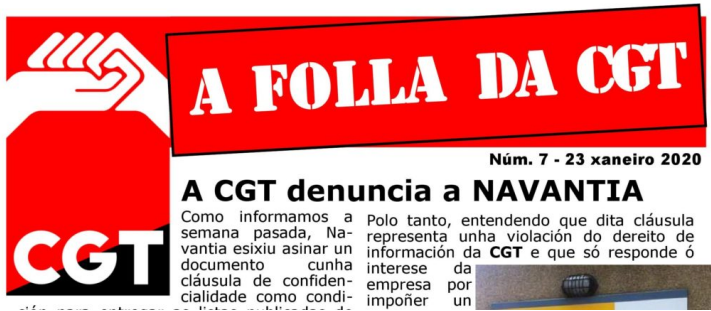 A FOLLA DA CGT
Núm. 7 - 23 xaneiro 2020
A CGT denuncia a NAVANTIA
CGT
Como informamos a
semana pasada, Na-
vantia esixiu asinar un
documento cunha
cláusula de confiden-
cialidade como condi-
Polo tanto, entendendo que dita cláusula
representa unha violación do dereito de
información da CGT e que só responde ó
interese da
empresa por
impoñer un